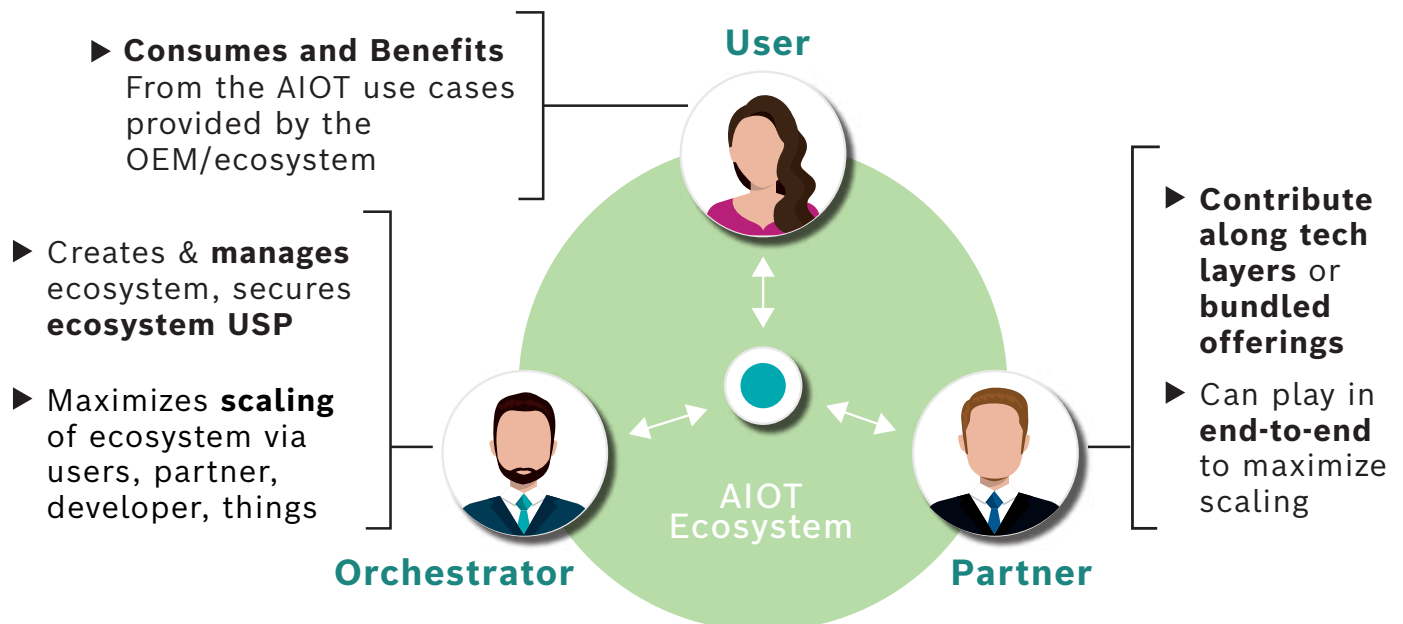 User
▶ Consumes and Benefits
From the AIOT use cases
provided by the
OEM/ecosystem
▶ Creates & manages
ecosystem, secures
ecosystem USP
▶ Maximizes scaling
of ecosystem via
users, partner,
developer, things
Orchestrator
AIOT
Ecosystem
▶ Contribute
along tech
layers or
bundled
offerings
▶ Can play in
end-to-end
to maximize
scaling
Partner